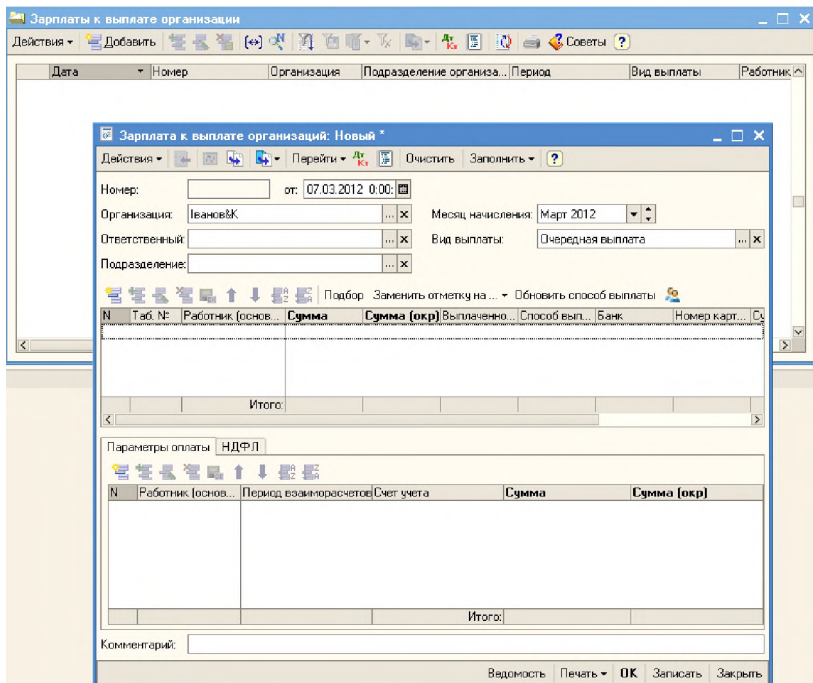 Зарплаты к выплате организации
Действия Добавить Советы ?
Дата Номер Организация Подразделение организа... Период Вид выплаты Работник
Зарплата к выплате организаций: Новый *
Действия Перейти Очистить Заполнить ?
Номер: от: 07.03.2012 0:00:
Организация: Іванов&К ... x Месяц начисления: Март 2012
Ответственный: ... x Вид выплаты: Очередная выплата ... x
Подразделение: ... x
Подбор Заменить отметку на ... Обновить способ выплаты
N Таб. № Работник (основ... Сумма Сумма (окр) Выплаченно... Способ вып... Банк Номер карт... Су
Итого:
Параметры оплаты НДФЛ
N Работник (основ... Период взаиморасчетов Счет учета Сумма Сумма (окр)
Итого:
Комментарий:
Ведомость Печать OK Записать Закрыть